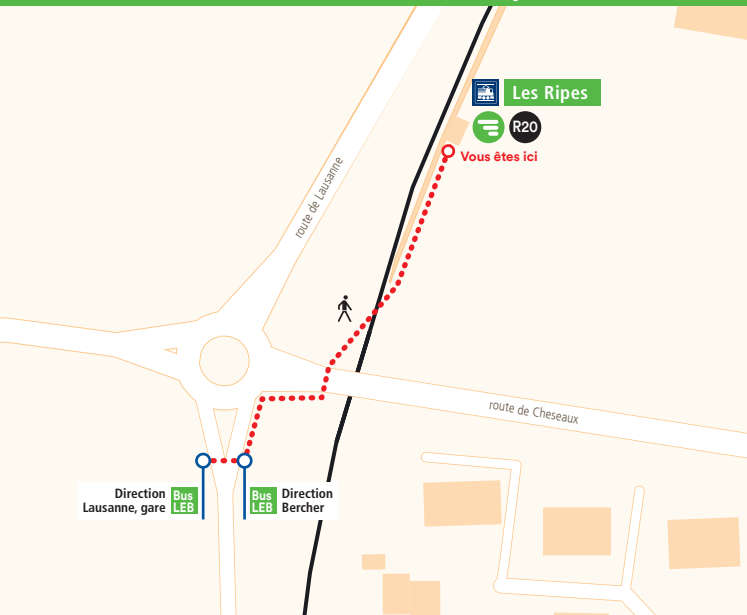 Les Ripes
R20
Vous êtes ici
route de Lausanne
route de Cheseaux
Direction
Lausanne, gare
Bus
LEB
Bus
LEB
Direction
Bercher